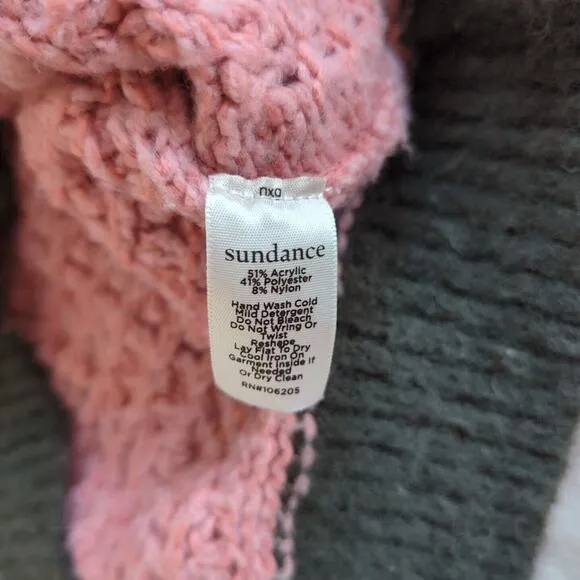 nxq
sundance
51% Acrylic
41% Polyester
8% Nylon
Hand Wash Cold
Mild Detergent
Do Not Bleach
Do Not Wring Or
Twist
Reshape
Lay Flat To Dry
Cool Iron On
Garment Inside If
Needed
Or Dry Clean
RN#106205